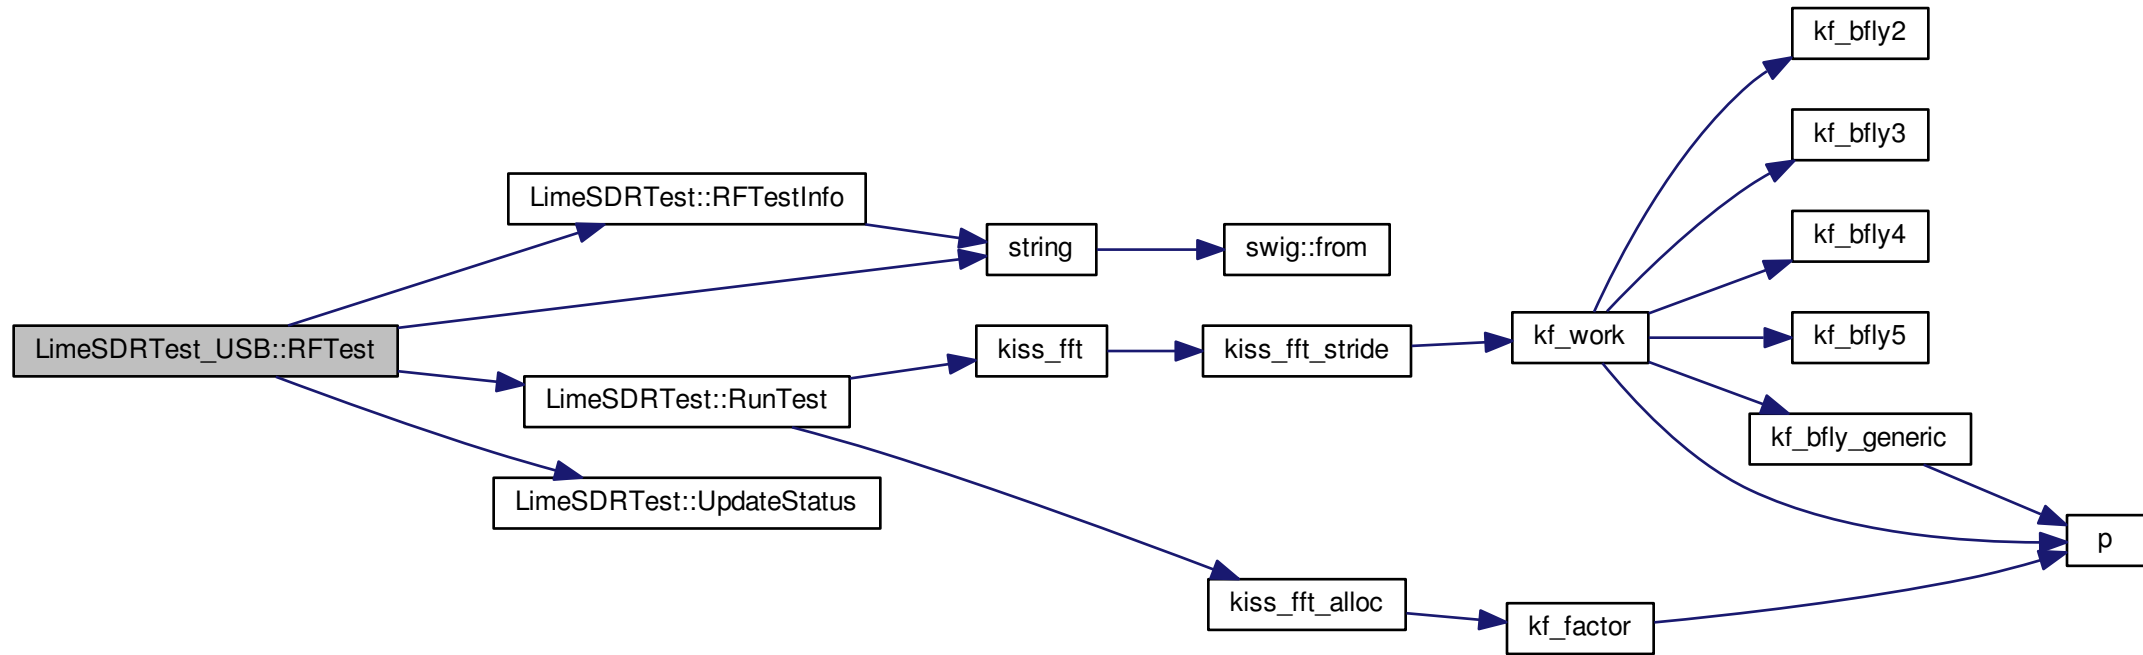 kf_bfly2
kf_bfly3
LimeSDRTest::RFTestInfo
kf_bfly4
string
swig::from
LimeSDRTest_USB::RFTest
kiss_fft
kiss_fft_stride
kf_work
kf_bfly5
LimeSDRTest::RunTest
kf_bfly_generic
LimeSDRTest::UpdateStatus
p
kiss_fft_alloc
kf_factor